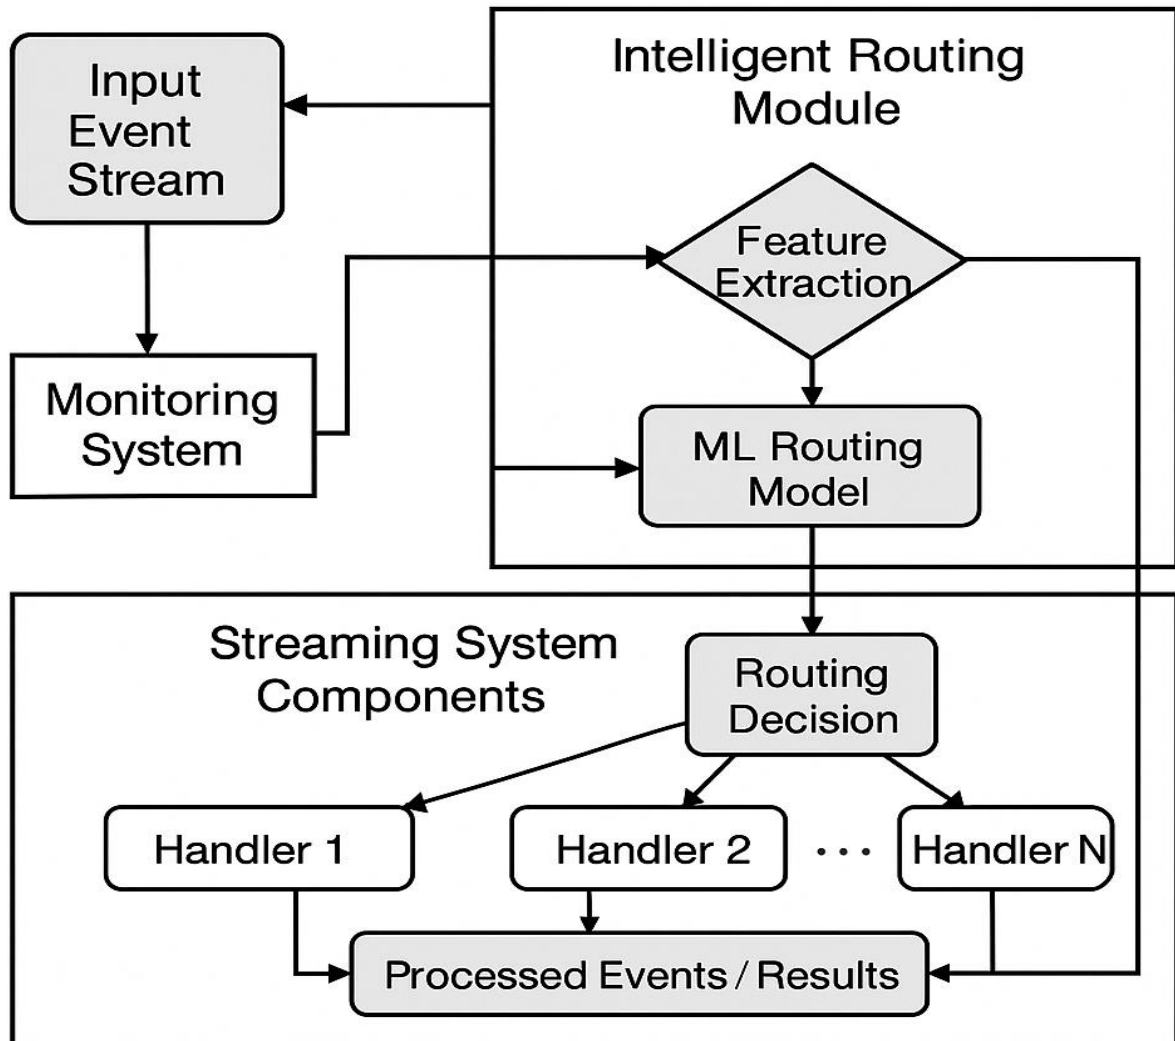 Input
Event
Stream
Intelligent Routing
Module
Feature
Extraction
Monitoring
System
ML Routing
Model
Streaming System
Components
Routing
Decision
Handler 1
Handler 2
...
Handler N
Processed Events / Results